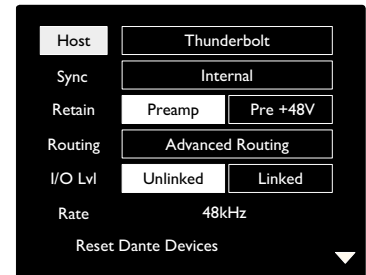 Host Thunderbolt
Sync Internal
Retain Preamp Pre +48V
Routing Advanced Routing
I/O Lvl Unlinked Linked
Rate 48kHz
Reset Dante Devices